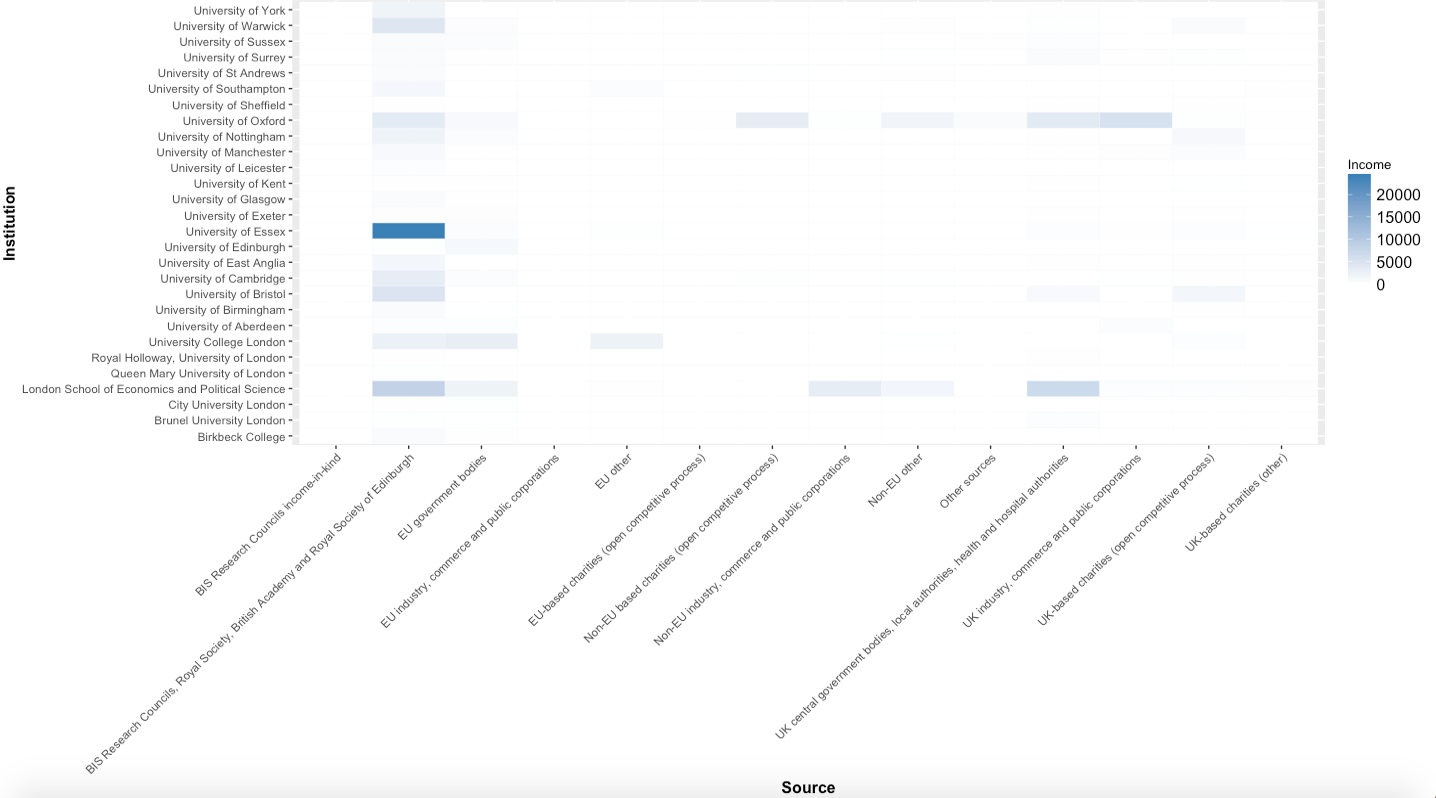 University of York
University of Warwick
University of Sussex
University of Surrey
University of St Andrews
University of Southampton
University of Sheffield
University of Oxford
University of Nottingham
University of Manchester
University of Leicester
University of Kent
University of Glasgow
University of Exeter
University of Essex
University of Edinburgh
University of East Anglia
University of Cambridge
University of Bristol
University of Birmingham
University of Aberdeen
University College London
Royal Holloway, University of London
Queen Mary University of London
London School of Economics and Political Science
City University London
Brunel University London
Birkbeck College
Institution
Income
20000
15000
10000
5000
0
BIS Research Councils income-in-kind
BIS Research Councils, Royal Society, British Academy and Royal Society of Edinburgh
EU government bodies
EU industry, commerce and public corporations
EU other
EU-based charities (open competitive process)
Non-EU based charities (open competitive process)
Non-EU industry, commerce and public corporations
Non-EU other
Other sources
UK central government bodies, local authorities, health and hospital authorities
UK industry, commerce and public corporations
UK-based charities (open competitive process)
UK-based charities (other)
Source